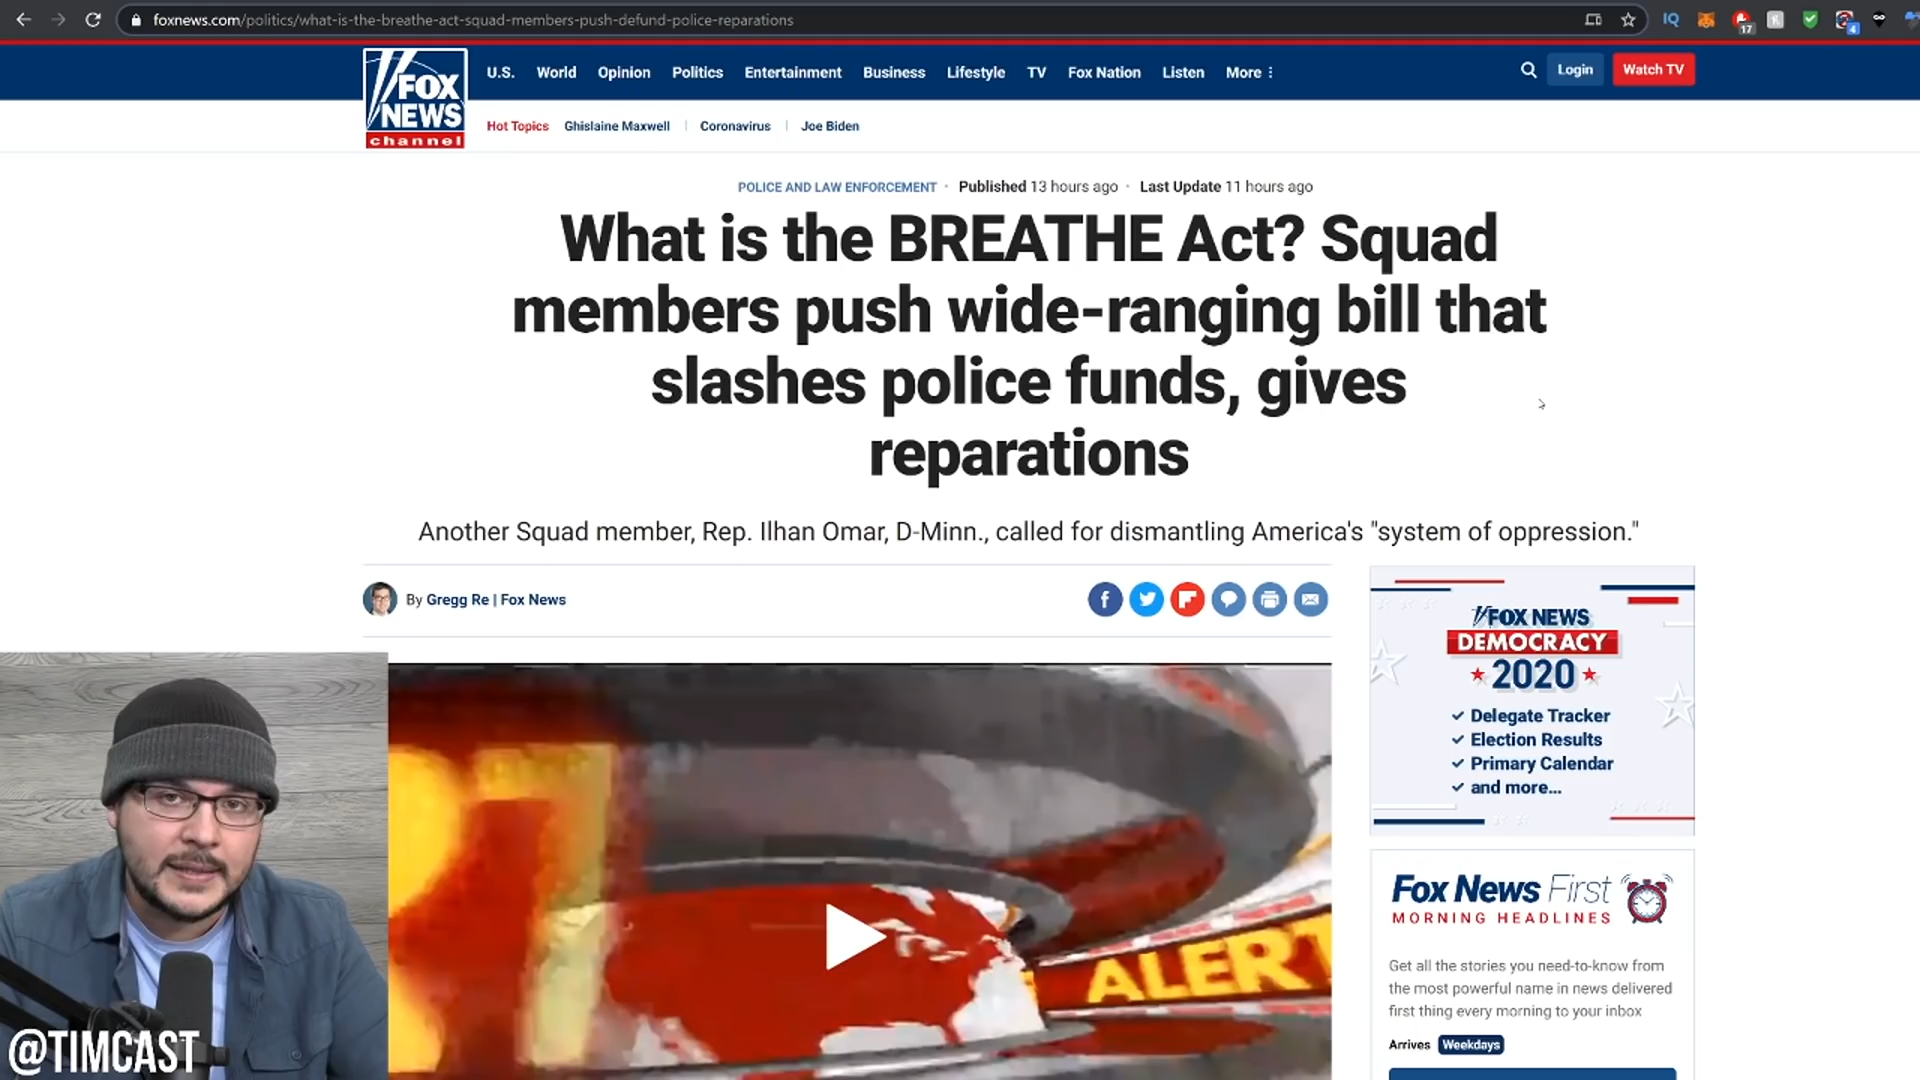 foxnews.com/politics/what-is-the-breathe-act-squad-members-push-defund-police-reparations
IQ
17
4
FOX
NEWS
channel
U.S. World Opinion Politics Entertainment Business Lifestyle TV Fox Nation Listen More
Login
Watch TV
Hot Topics Ghislaine Maxwell Coronavirus Joe Biden
POLICE AND LAW ENFORCEMENT · Published 13 hours ago · Last Update 11 hours ago
What is the BREATHE Act? Squad
members push wide-ranging bill that
slashes police funds, gives
reparations
Another Squad member, Rep. Ilhan Omar, D-Minn., called for dismantling America's "system of oppression."
By Gregg Re | Fox News
FOX NEWS
DEMOCRACY
2020
Delegate Tracker
Election Results
Primary Calendar
and more...
ALERT
Fox News First
MORNING HEADLINES
Get all the stories you need-to-know from
the most powerful name in news delivered
first thing every morning to your inbox
Arrives Weekdays
@TIMCAST